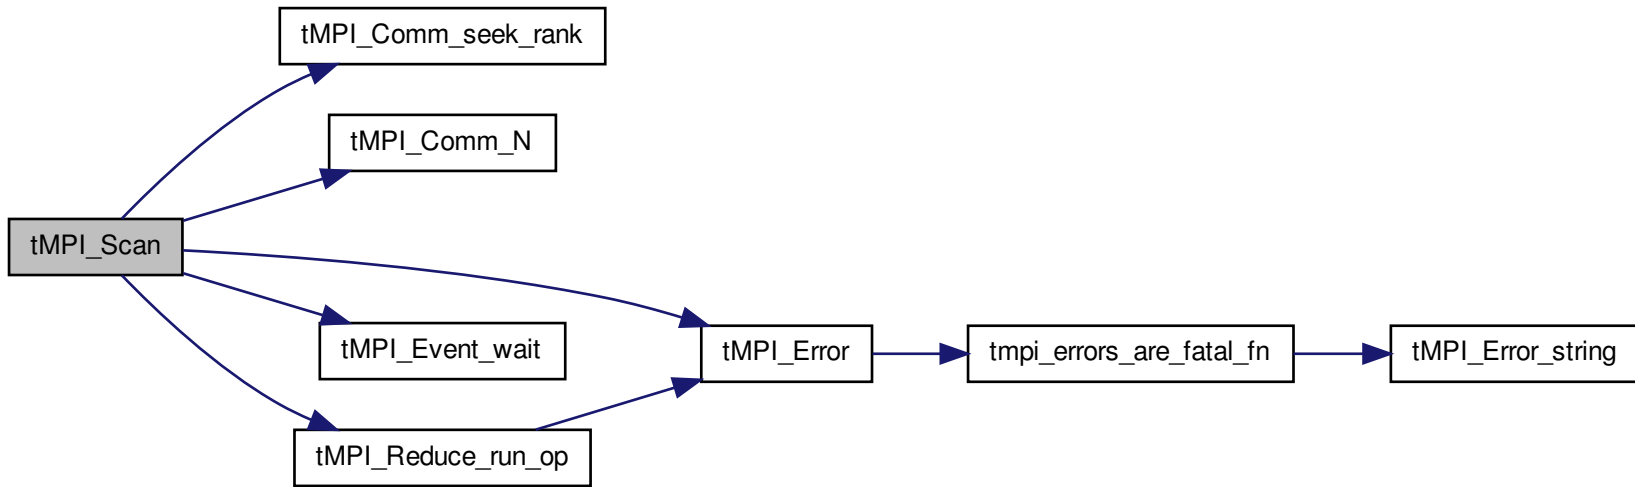 tMPI_Comm_seek_rank
tMPI_Comm_N
tMPI_Scan
tMPI_Event_wait
tMPI_Error
tmpi_errors_are_fatal_fn
tMPI_Error_string
tMPI_Reduce_run_op